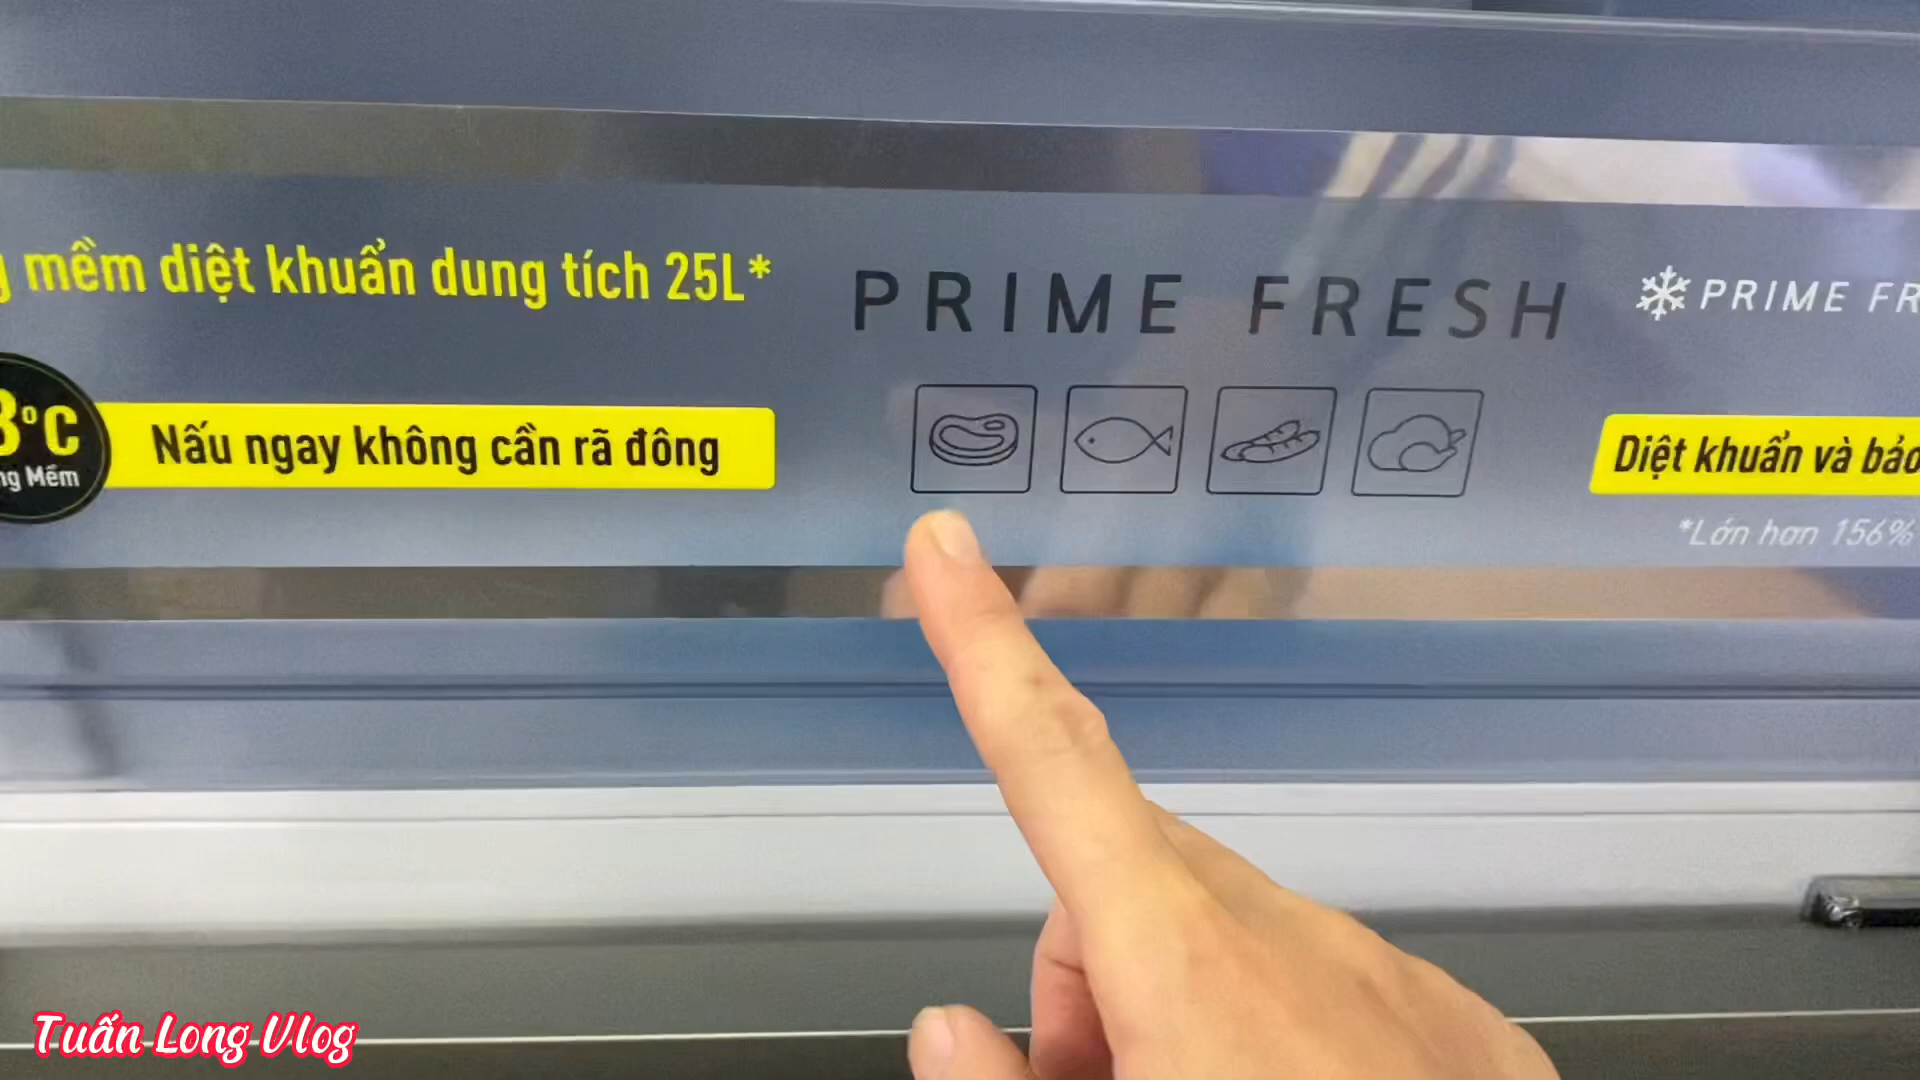 mềm diệt khuẩn dung tích 25L*
PRIME FRESH
PRIME FR
°C
Mềm
Nấu ngay không cần rã đông
Diệt khuẩn và bảo
*Lớn hơn 156%
Tuấn Long Vlog